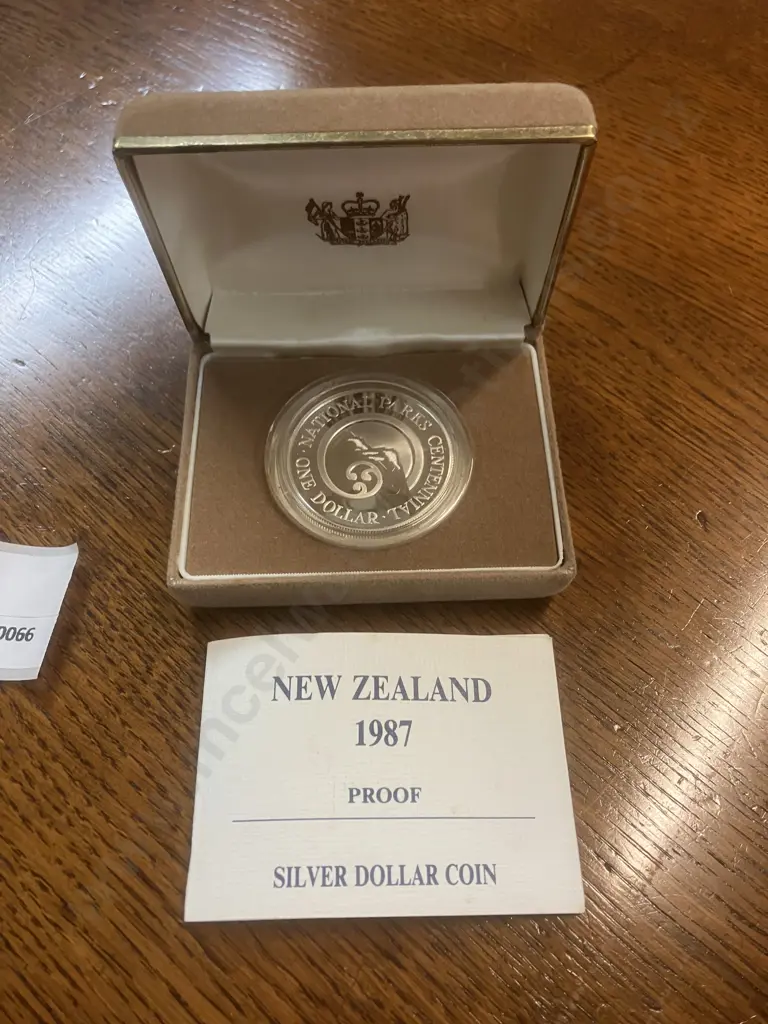 · NATIONAL PARKS CENTENNIAL ·
ONE DOLLAR
0066
NEW ZEALAND
1987
PROOF
SILVER DOLLAR COIN